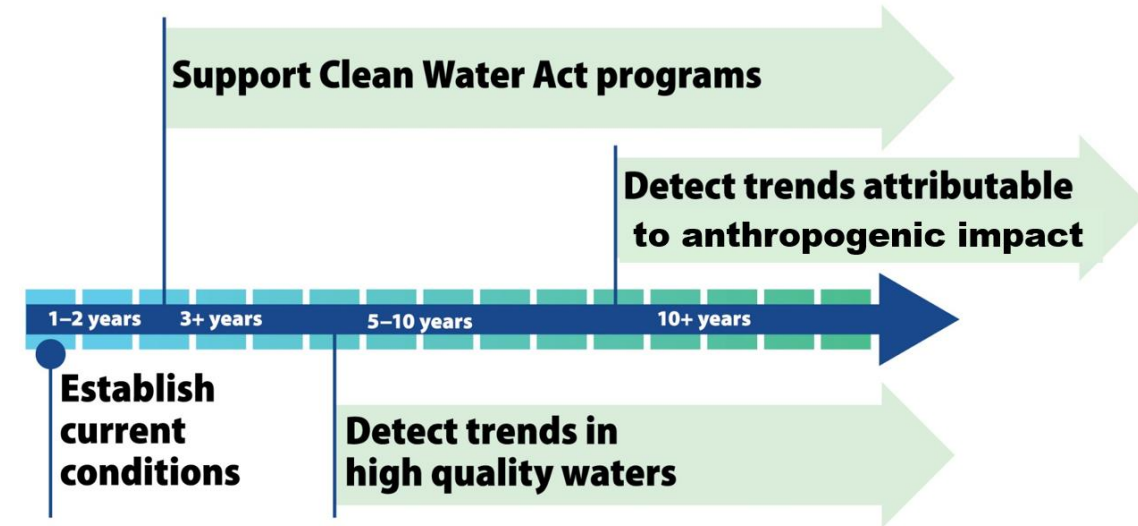 Support Clean Water Act programs
Detect trends attributable
to anthropogenic impact
1–2 years
3+ years
5–10 years
10+ years
Establish
current
conditions
Detect trends in
high quality waters